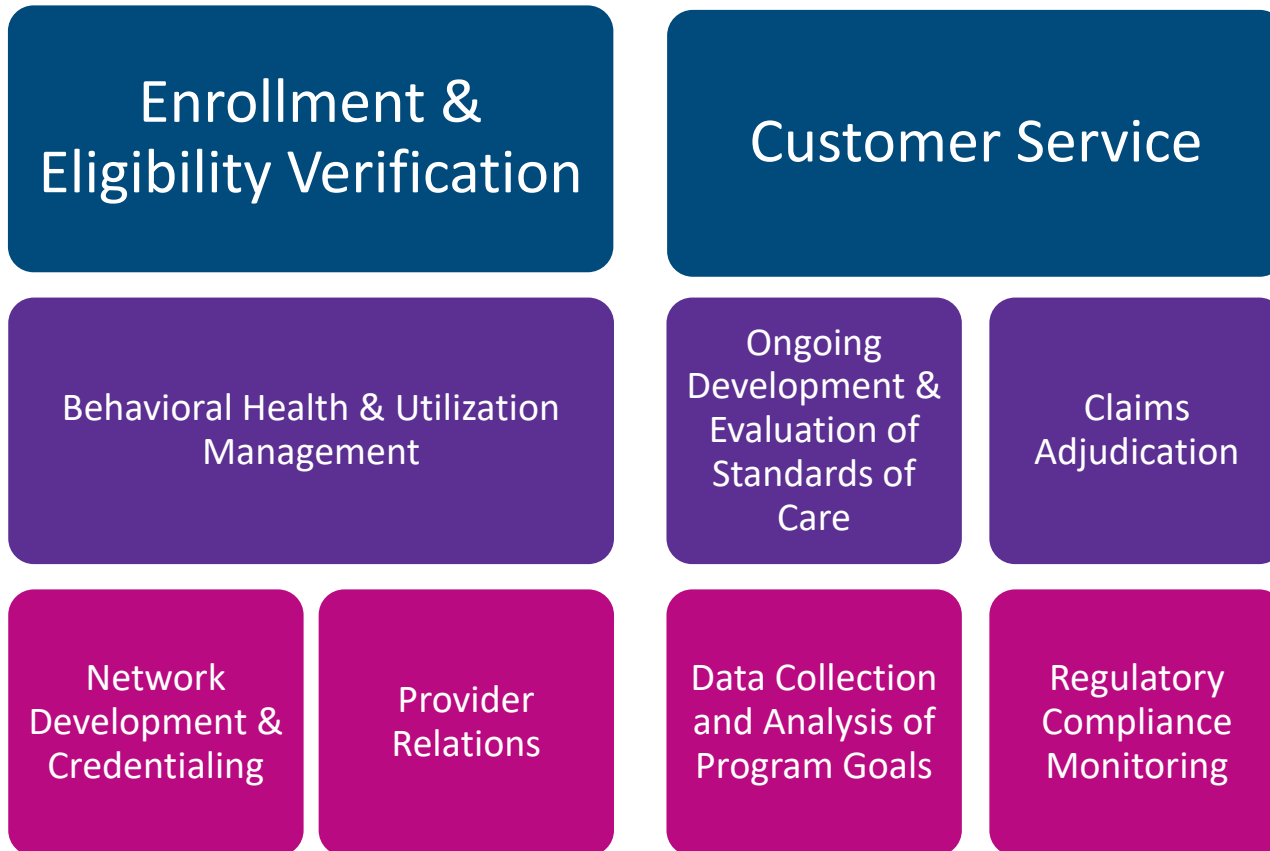 Enrollment &
Eligibility Verification
Customer Service
Behavioral Health & Utilization
Management
Ongoing
Development &
Evaluation of
Standards of
Care
Claims
Adjudication
Network
Development &
Credentialing
Provider
Relations
Data Collection
and Analysis of
Program Goals
Regulatory
Compliance
Monitoring